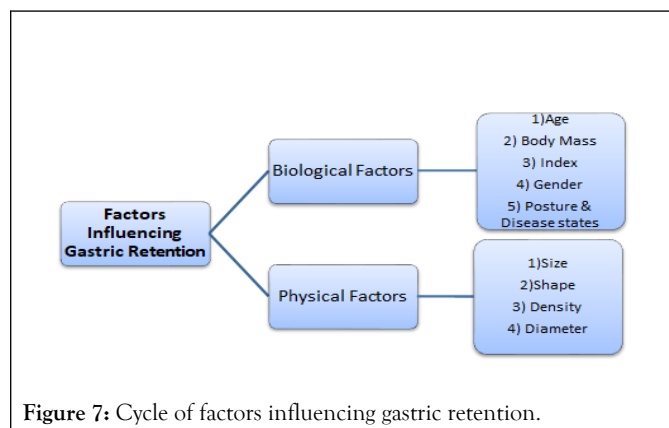 Factors
Influencing
Gastric Retention
Biological Factors
1)Age
2) Body Mass
3) Index
4) Gender
5) Posture &
Disease states
Physical Factors
1)Size
2)Shape
3) Density
4) Diameter
Figure 7: Cycle of factors influencing gastric retention.